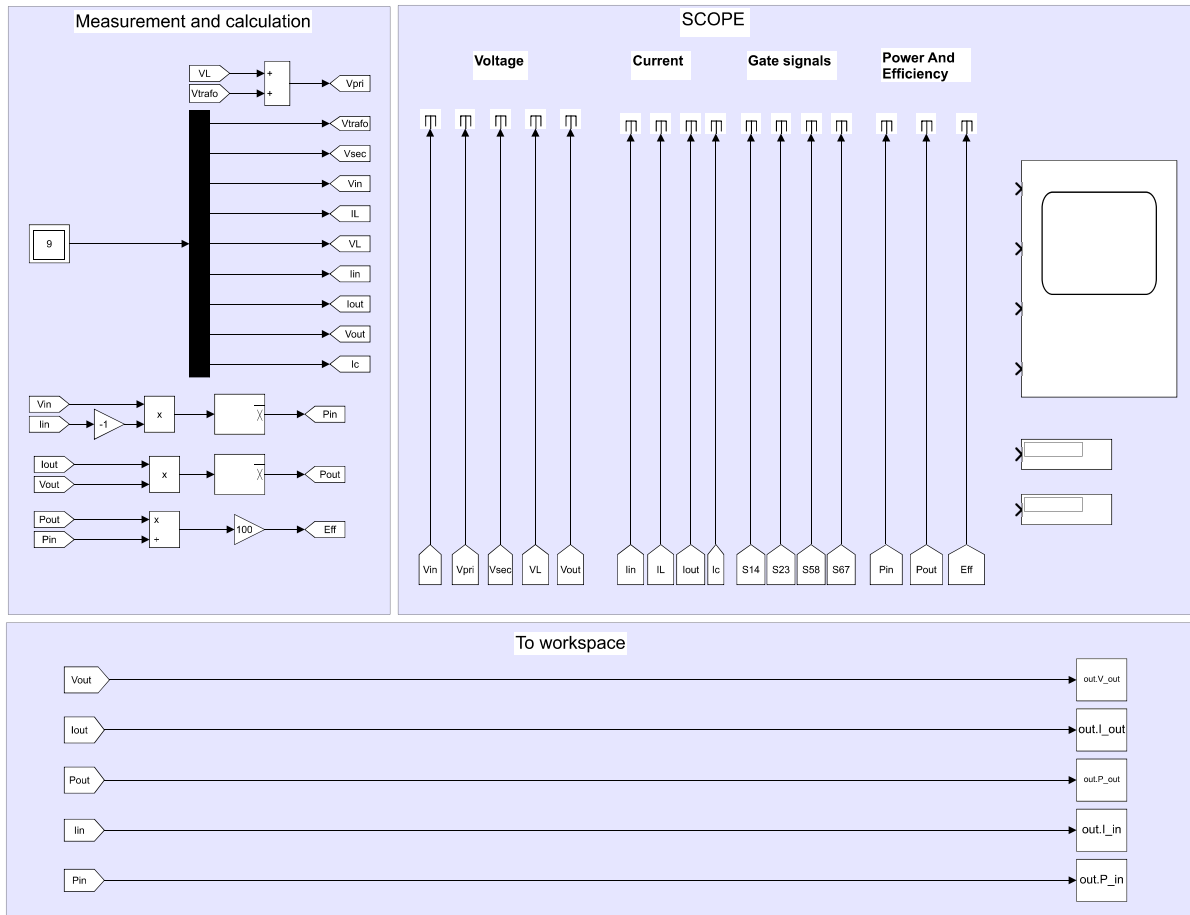 Measurement and calculation
VL
Vtrafo
+
+
Vpri
Vtrafo
Vsec
Vin
IL
VL
Iin
Iout
Vout
Ic
9
Vin
Iin
-1
x
Pin
Iout
Vout
x
Pout
Pout
Pin
x
÷
100
Eff
SCOPE
Voltage
Current
Gate signals
Power And
Efficiency
Vin
Vpri
Vsec
VL
Vout
Iin
IL
Iout
Ic
S14
S23
S58
S67
Pin
Pout
Eff
To workspace
Vout
out.V_out
Iout
out.I_out
Pout
out.P_out
Iin
out.I_in
Pin
out.P_in